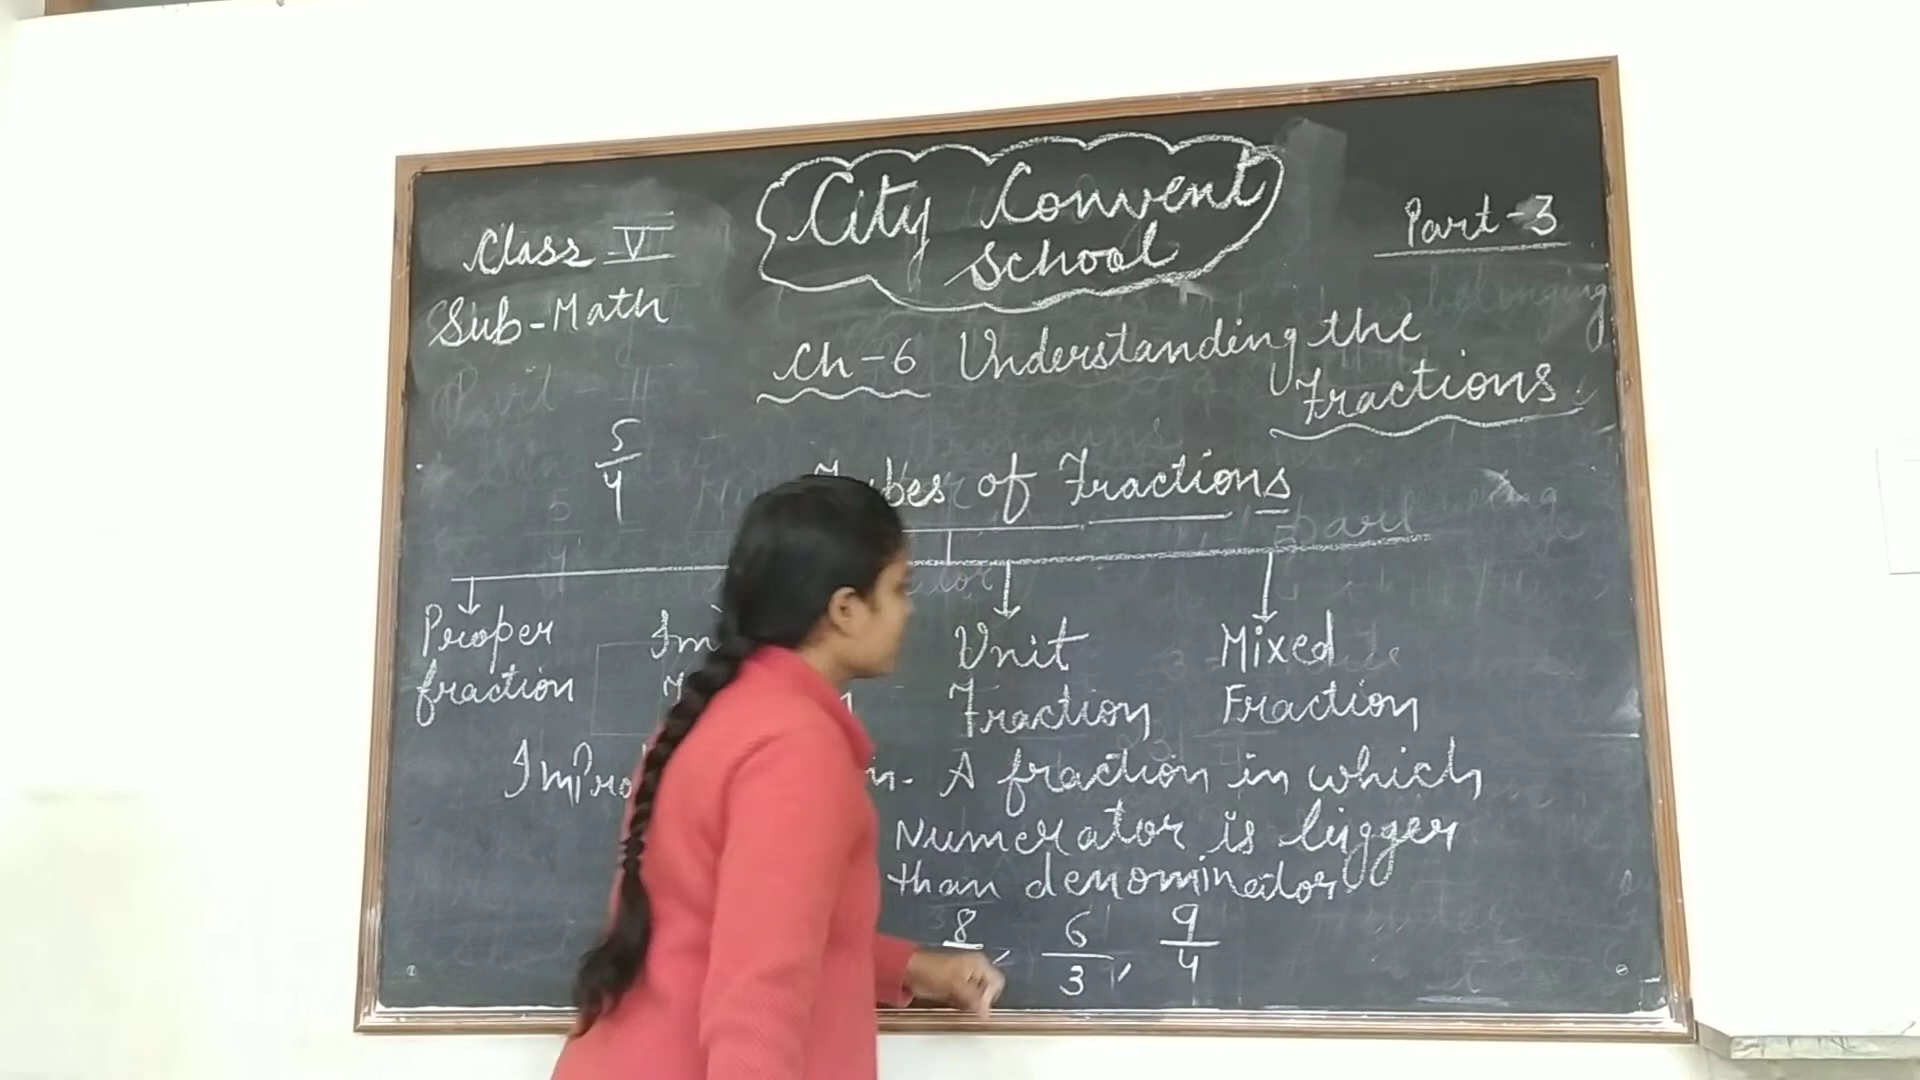 City Convent
School
Class V
Sub-Math
Part-3
Ch-6 Understanding the
Fractions
5/4
of Fractions
Proper
fraction
Unit
Fraction
Mixed
Fraction
A fraction in which
Numerator is bigger
than denominator
8 , 6/3 , 9/4